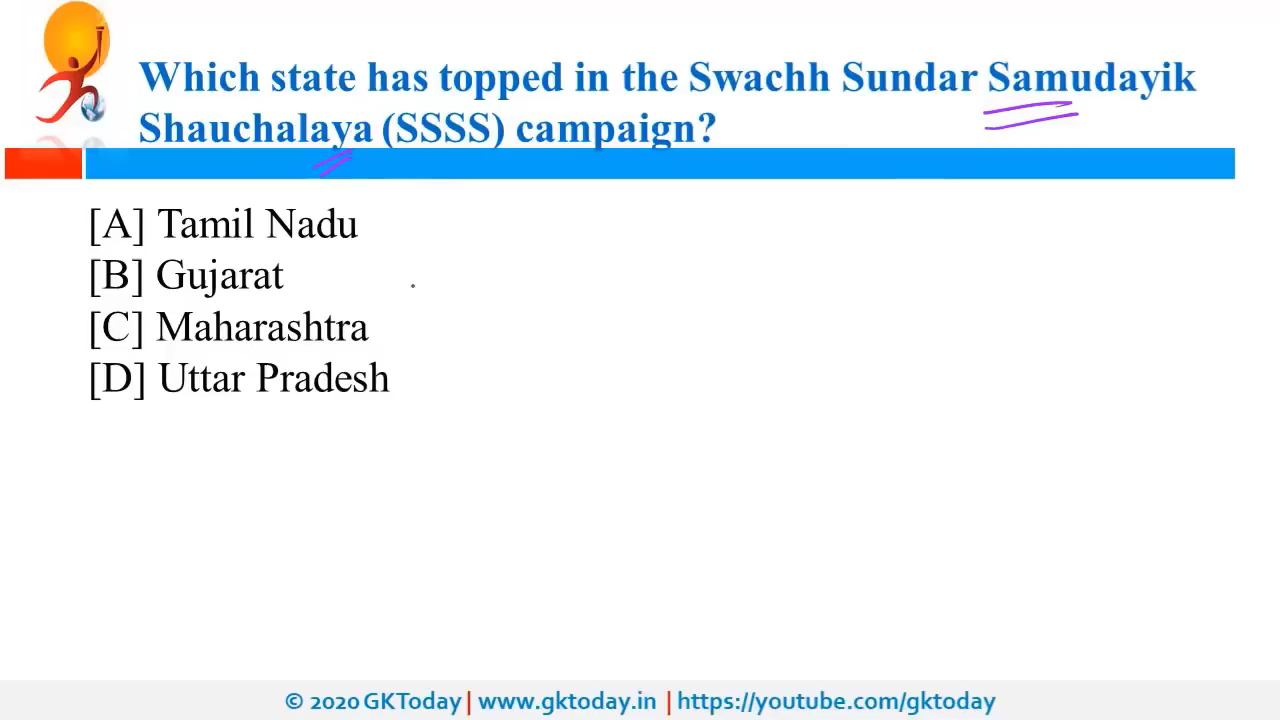 Which state has topped in the Swachh Sundar Samudayik
Shauchalaya (SSSS) campaign?
[A] Tamil Nadu
[B] Gujarat
[C] Maharashtra
[D] Uttar Pradesh
© 2020 GKToday | www.gktoday.in | https://youtube.com/gktoday